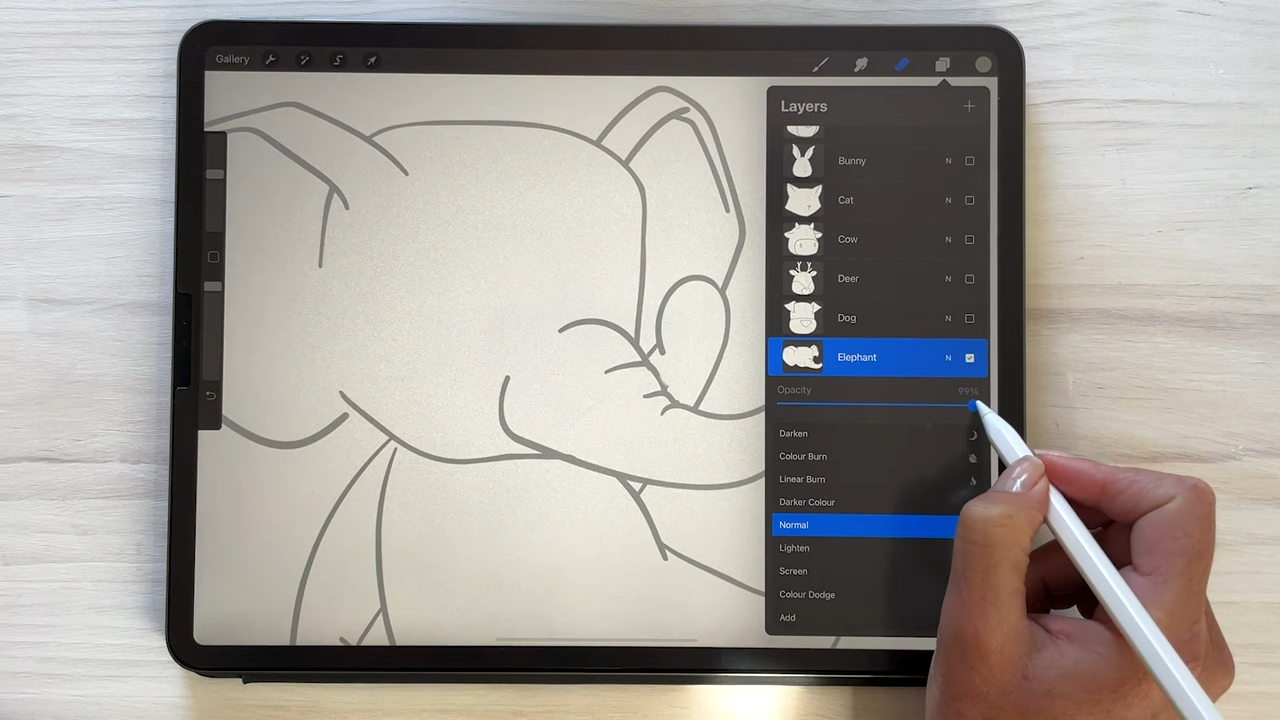 Gallery
Layers
Bunny N
Cat N
Cow N
Deer N
Dog N
Elephant N
Opacity 99%
Darken
Colour Burn
Linear Burn
Darker Colour
Normal
Lighten
Screen
Colour Dodge
Add